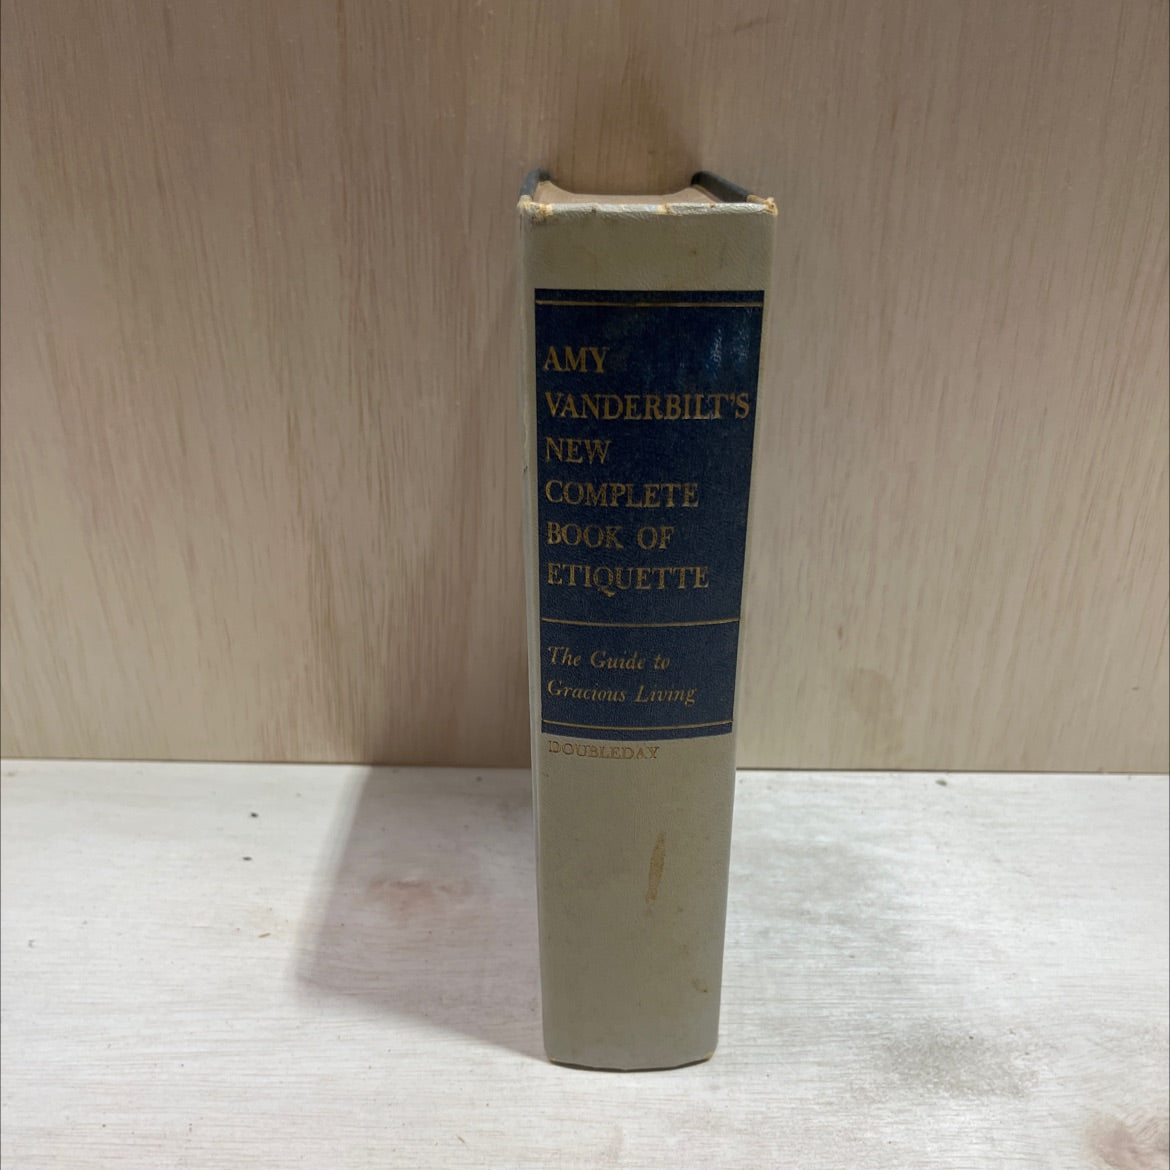 AMY
VANDERBILT'S
NEW
COMPLETE
BOOK OF
ETIQUETTE
The Guide to
Gracious Living
DOUBLEDAY